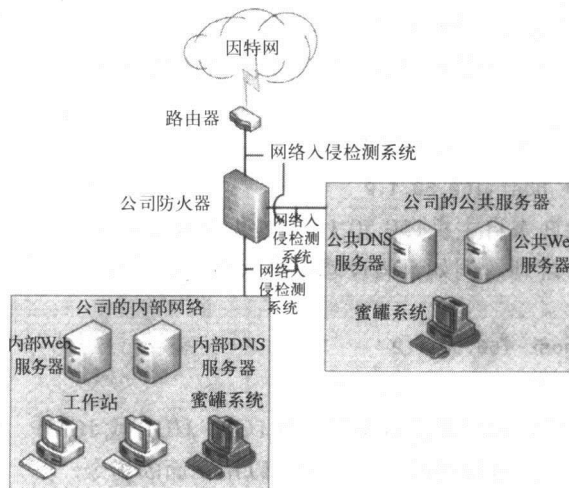 因特网
路由器
网络入侵检测系统
公司防火器
网络入
侵检测
系统
公司的公共服务器
公共DNS
服务器
公共We
服务器
蜜罐系统
网络入
侵检测
系统
公司的内部网络
内部Web
服务器
内部DNS
服务器
工作站
蜜罐系统